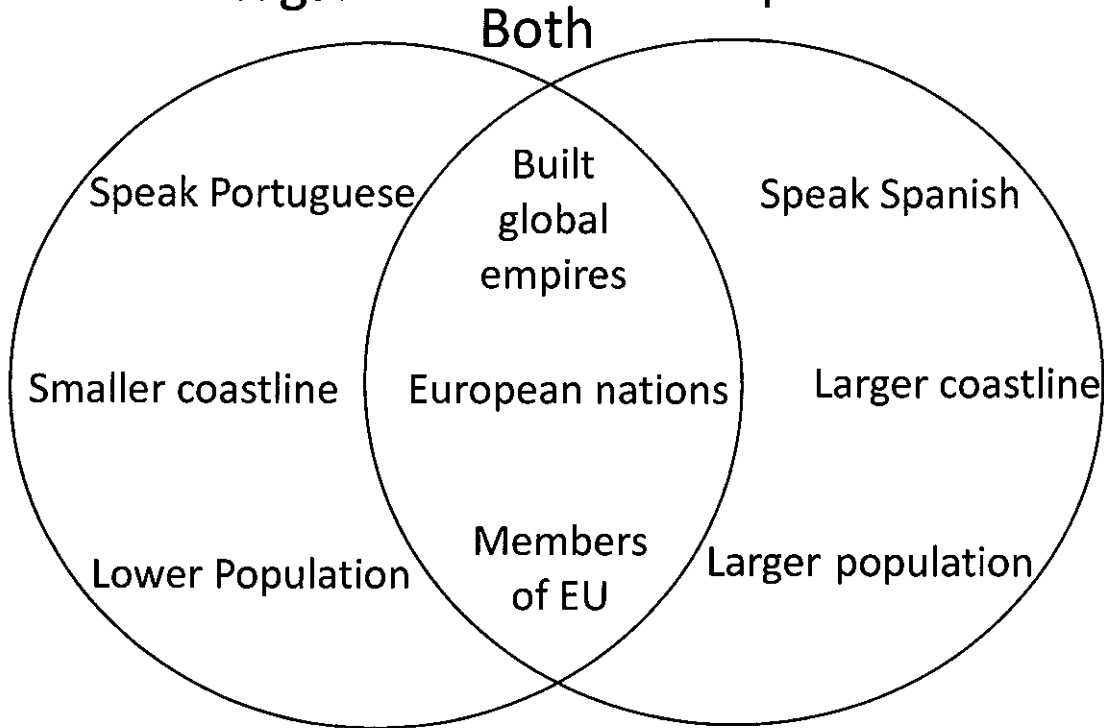 Both
Speak Portuguese
Built
global
empires
Speak Spanish
Smaller coastline
European nations
Larger coastline
Lower Population
Members
of EU
Larger population